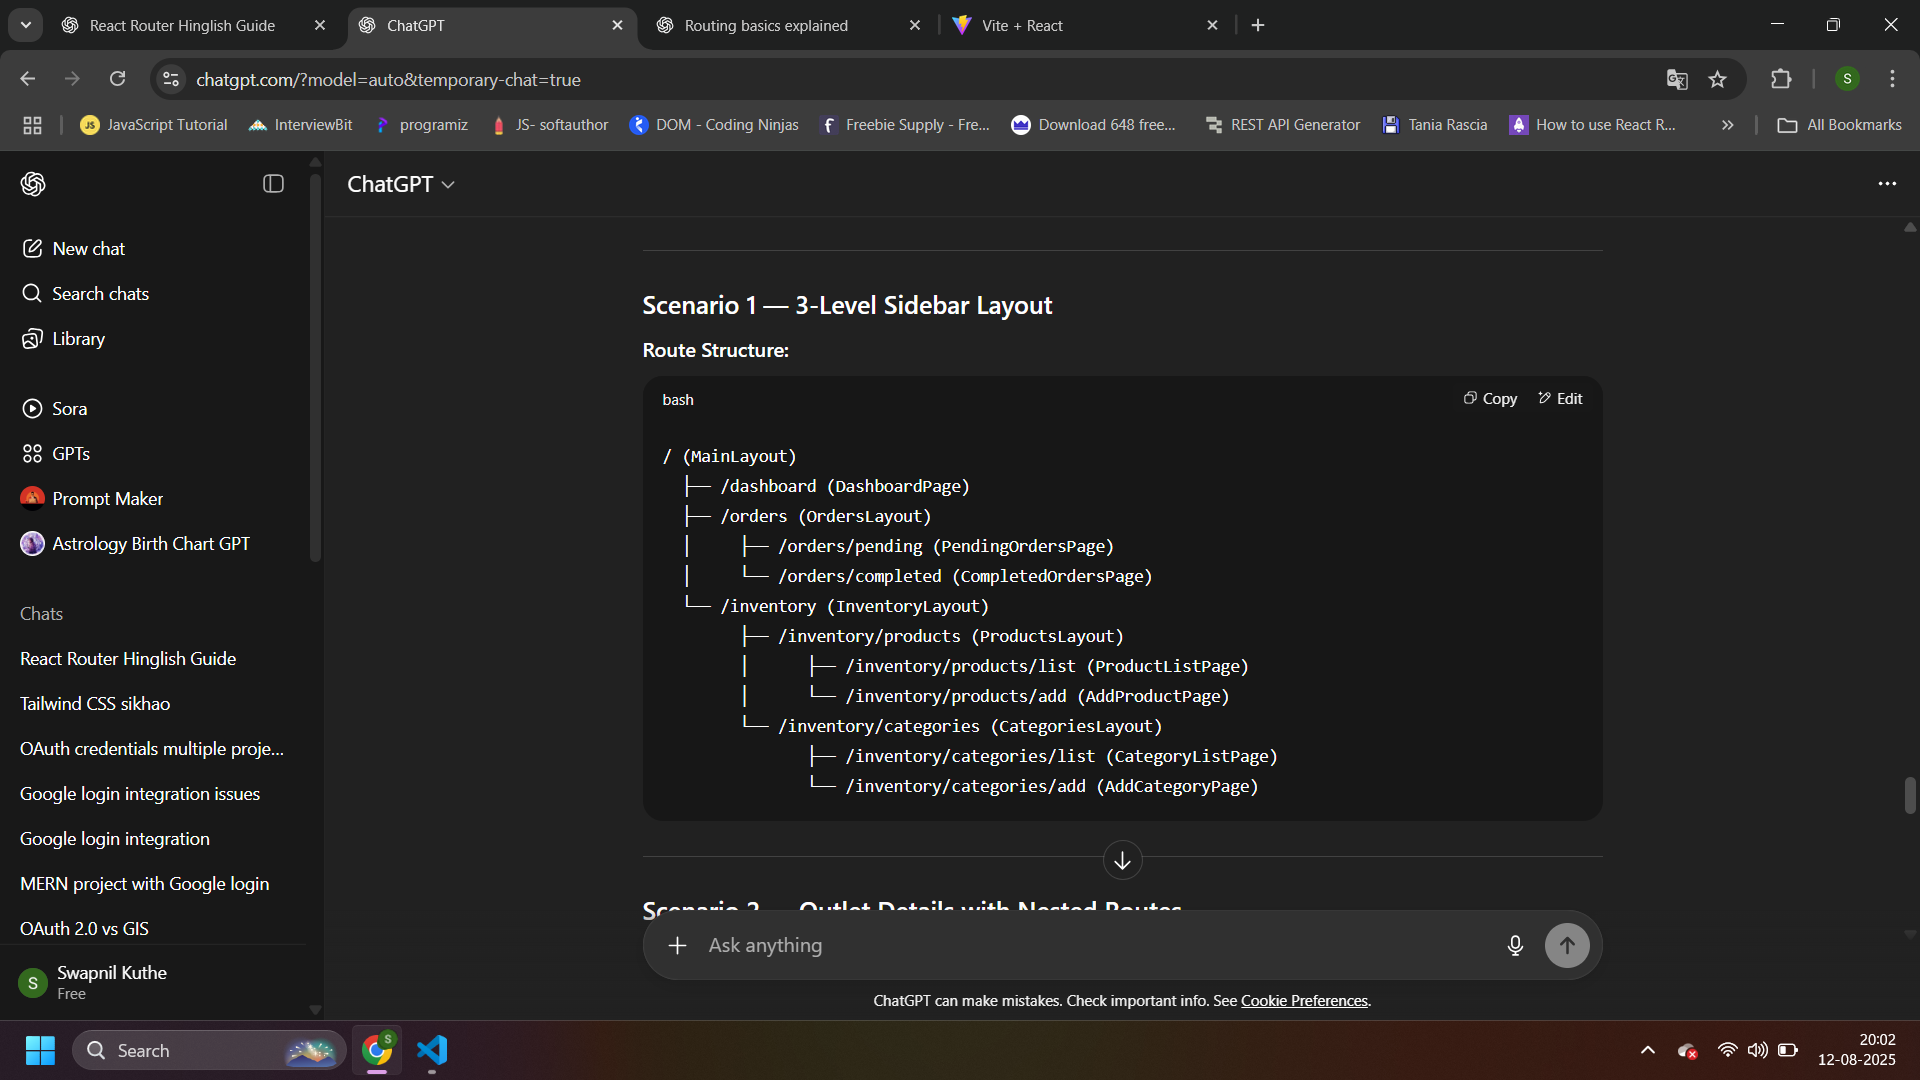 React Router Hinglish Guide
ChatGPT
Routing basics explained
Vite + React
chatgpt.com/?model=auto&temporary-chat=true
S
JS JavaScript Tutorial
InterviewBit
programiz
JS- softauthor
DOM - Coding Ninjas
f Freebie Supply - Fre...
Download 648 free...
REST API Generator
Tania Rascia
How to use React R...
All Bookmarks
ChatGPT
New chat
Search chats
Library
Sora
GPTs
Prompt Maker
Astrology Birth Chart GPT
Chats
React Router Hinglish Guide
Tailwind CSS sikhao
OAuth credentials multiple proje...
Google login integration issues
Google login integration
MERN project with Google login
OAuth 2.0 vs GIS
S
Swapnil Kuthe
Free
Scenario 1 — 3-Level Sidebar Layout
Route Structure:
bash
Copy
Edit
/ (MainLayout)
├── /dashboard (DashboardPage)
├── /orders (OrdersLayout)
│     ├── /orders/pending (PendingOrdersPage)
│     └── /orders/completed (CompletedOrdersPage)
└── /inventory (InventoryLayout)
      ├── /inventory/products (ProductsLayout)
      │      ├── /inventory/products/list (ProductListPage)
      │      └── /inventory/products/add (AddProductPage)
      └── /inventory/categories (CategoriesLayout)
             ├── /inventory/categories/list (CategoryListPage)
             └── /inventory/categories/add (AddCategoryPage)
Scenario 2 — Outlet Details with Nested Routes
Ask anything
ChatGPT can make mistakes. Check important info. See Cookie Preferences.
Search
S
20:02
12-08-2025